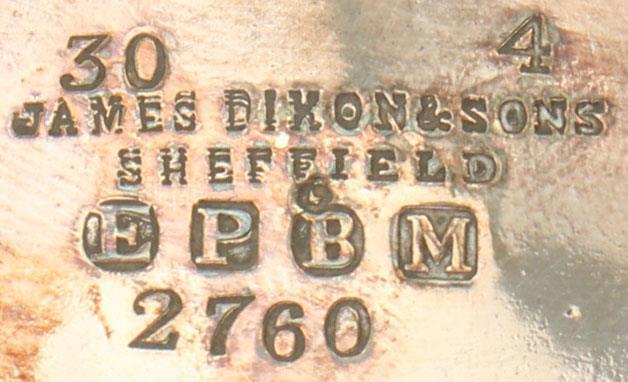 30 4
JAMES DIXON & SONS
SHEFFIELD
E P B M
2760